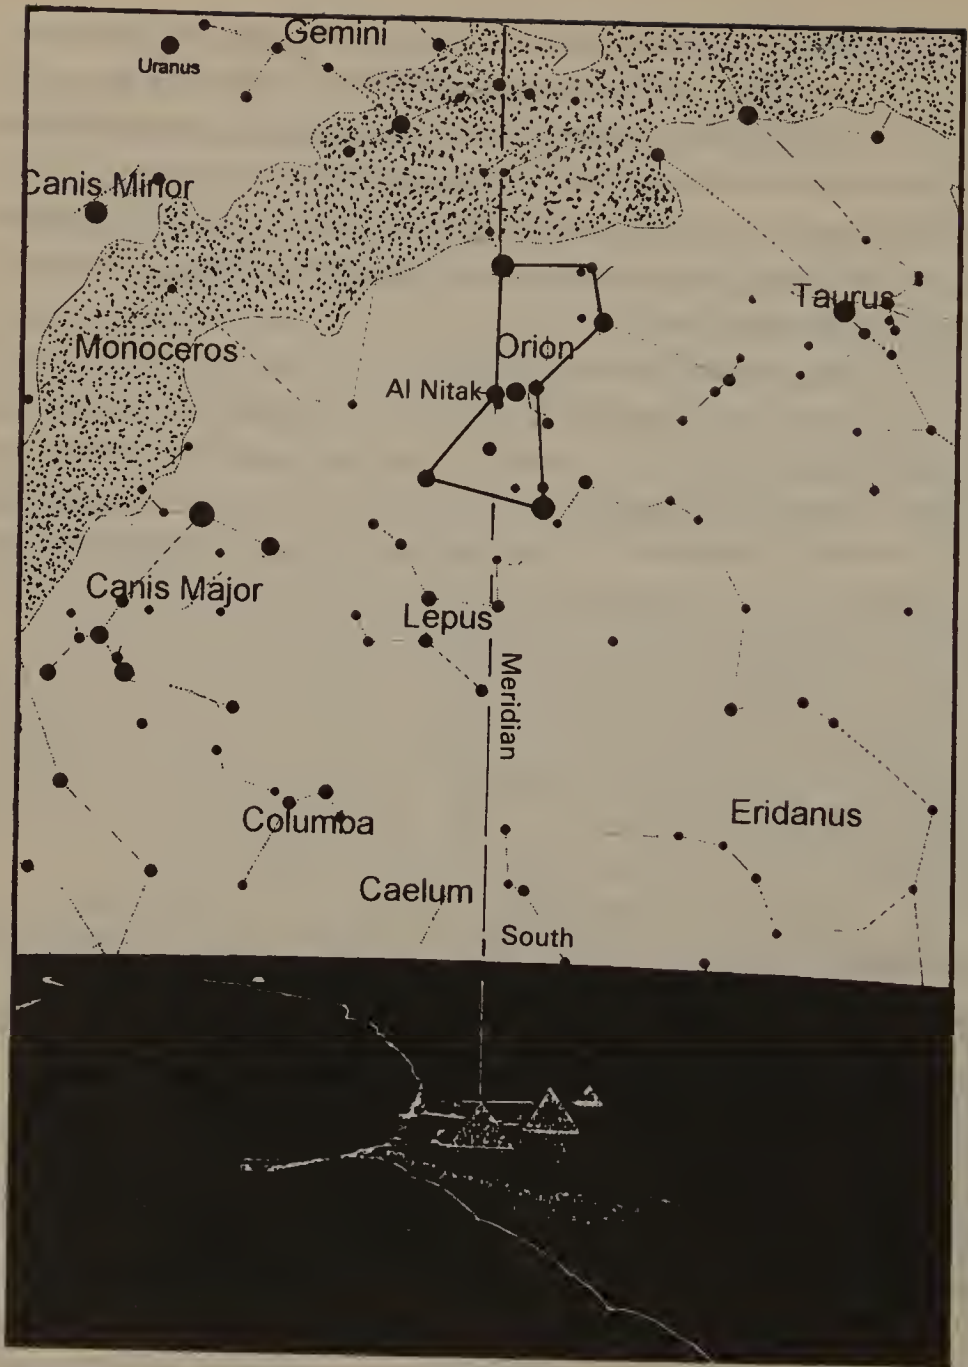 Gemini
Uranus
Canis Minor
Taurus
Monoceros
Orion
Al Nitak
Canis Major
Lepus
Meridian
Columba
Eridanus
Caelum
South